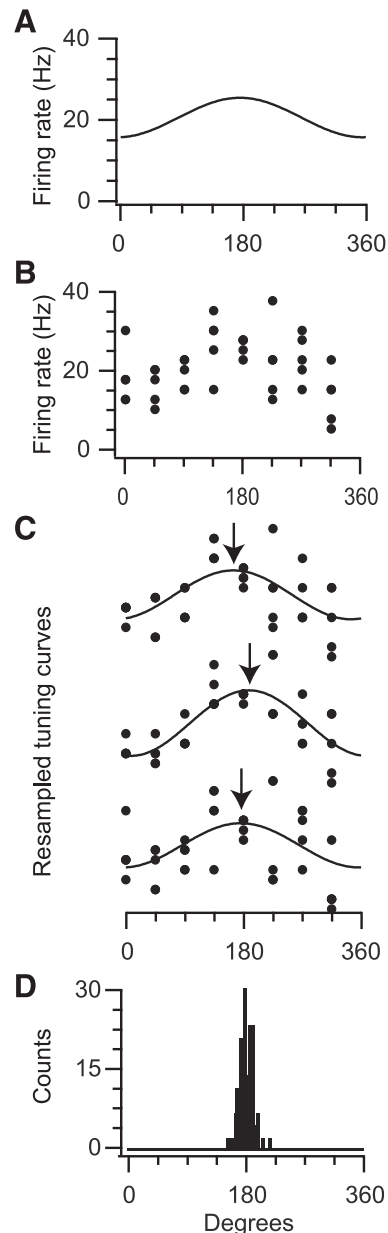 A
Firing rate (Hz)
40
20
0
0 180 360
B
Firing rate (Hz)
40
20
0
0 180 360
C
Resampled tuning curves
0 180 360
D
Counts
30
15
0
0 180 360
Degrees